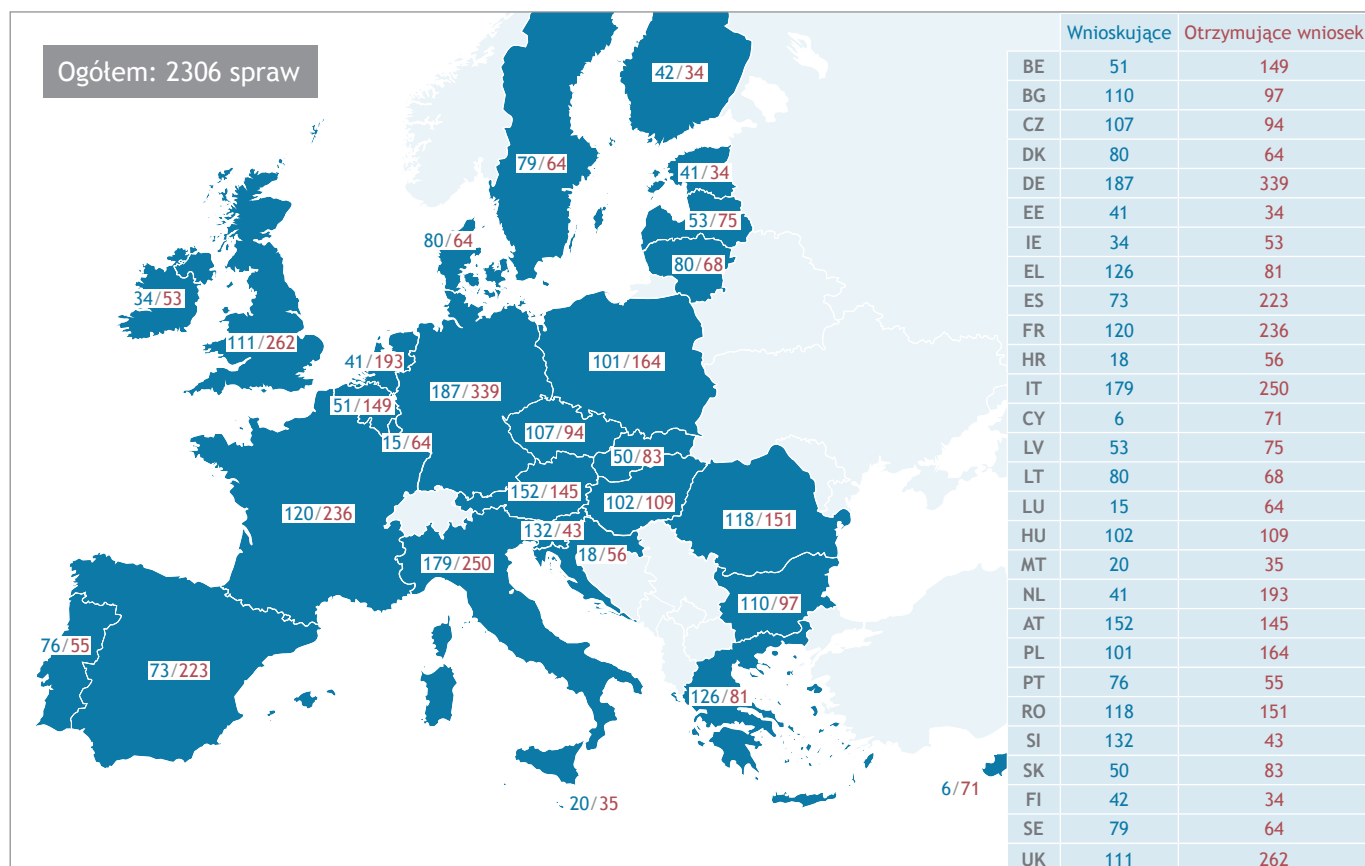 Ogółem: 2306 spraw
42/34
79/64
41/34
53/75
80/64
80/68
34/53
111/262
41/193
101/164
187/339
51/149
107/94
15/64
50/83
152/145
102/109
120/236
118/151
132/43
18/56
179/250
110/97
76/55
73/223
126/81
6/71
20/35
Wnioskujące Otrzymujące wniosek
BE 51 149
BG 110 97
CZ 107 94
DK 80 64
DE 187 339
EE 41 34
IE 34 53
EL 126 81
ES 73 223
FR 120 236
HR 18 56
IT 179 250
CY 6 71
LV 53 75
LT 80 68
LU 15 64
HU 102 109
MT 20 35
NL 41 193
AT 152 145
PL 101 164
PT 76 55
RO 118 151
SI 132 43
SK 50 83
FI 42 34
SE 79 64
UK 111 262